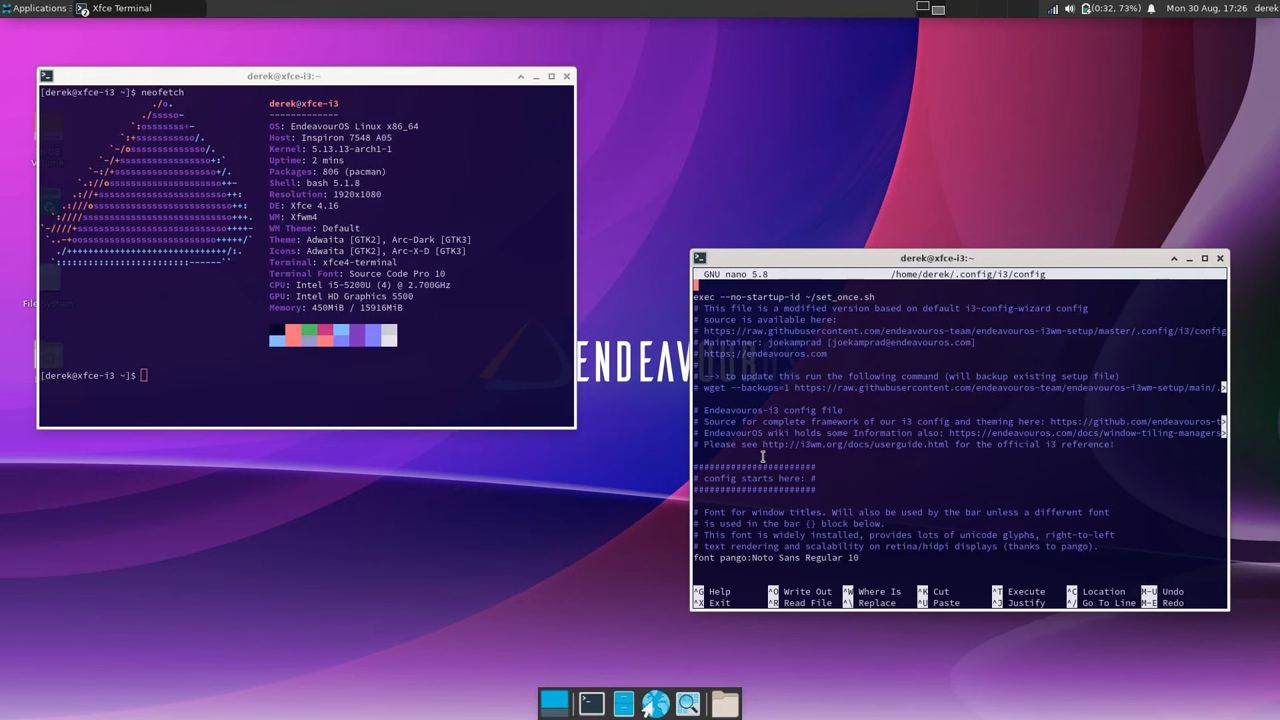 Applications
Xfce Terminal
(0:32, 73%)
Mon 30 Aug, 17:26
derek
derek@xfce-i3:~
[derek@xfce-i3 ~]$ neofetch
derek@xfce-i3
-------------
OS: EndeavourOS Linux x86_64
Host: Inspiron 7548 A05
Kernel: 5.13.13-arch1-1
Uptime: 2 mins
Packages: 806 (pacman)
Shell: bash 5.1.8
Resolution: 1920x1080
DE: Xfce 4.16
WM: Xfwm4
WM Theme: Default
Theme: Adwaita [GTK2], Arc-Dark [GTK3]
Icons: Adwaita [GTK2], Arc-X-D [GTK3]
Terminal: xfce4-terminal
Terminal Font: Source Code Pro 10
CPU: Intel i5-5200U (4) @ 2.700GHz
GPU: Intel HD Graphics 5500
Memory: 450MiB / 15916MiB
[derek@xfce-i3 ~]$
ENDEAVOUR
derek@xfce-i3:~
GNU nano 5.8 /home/derek/.config/i3/config
exec --no-startup-id ~/set_once.sh
# This file is a modified version based on default i3-config-wizard config
# source is available here:
# https://raw.githubusercontent.com/endeavouros-team/endeavouros-i3wm-setup/master/.config/i3/config
# Maintainer: joekamprad [joekamprad@endeavouros.com]
# https://endeavouros.com
#
# --> to update this run the following command (will backup existing setup file)
# wget --backups=1 https://raw.githubusercontent.com/endeavouros-team/endeavouros-i3wm-setup/main/.>
# Endeavouros-i3 config file
# Source for complete framework of our i3 config and theming here: https://github.com/endeavouros-t>
# EndeavourOS wiki holds some Information also: https://endeavouros.com/docs/window-tiling-managers>
# Please see http://i3wm.org/docs/userguide.html for the official i3 reference!
#######################
# config starts here: #
#######################
# Font for window titles. Will also be used by the bar unless a different font
# is used in the bar {} block below.
# This font is widely installed, provides lots of unicode glyphs, right-to-left
# text rendering and scalability on retina/hidpi displays (thanks to pango).
font pango:Noto Sans Regular 10
^G Help ^O Write Out ^W Where Is ^K Cut ^T Execute ^C Location M-U Undo
^X Exit ^R Read File ^\ Replace ^U Paste ^J Justify ^/ Go To Line M-E Redo